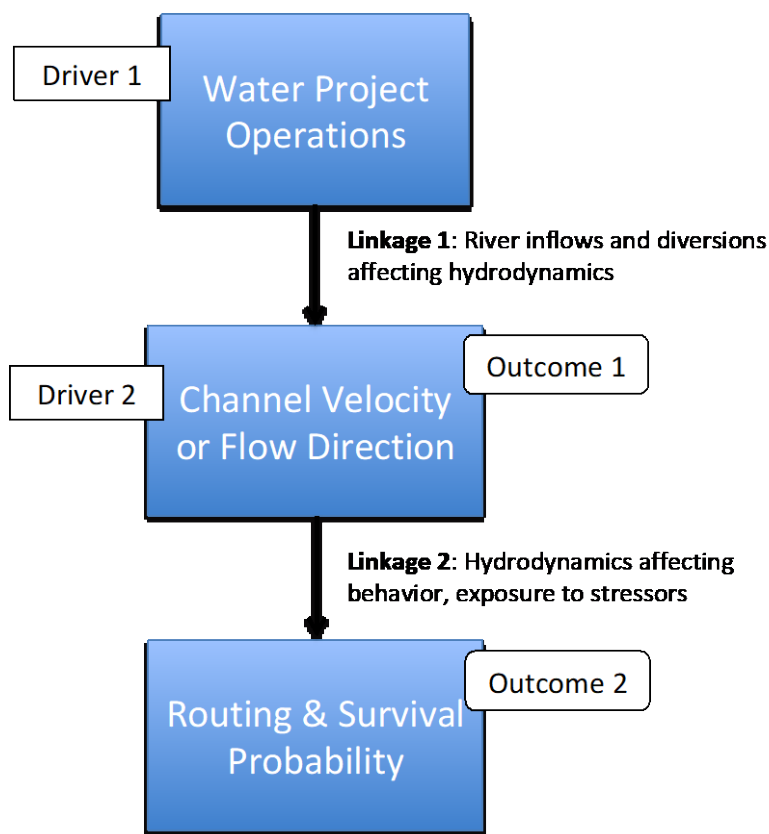 Driver 1
Water Project
Operations
Linkage 1: River inflows and diversions
affecting hydrodynamics
Outcome 1
Driver 2
Channel Velocity
or Flow Direction
Linkage 2: Hydrodynamics affecting
behavior, exposure to stressors
Outcome 2
Routing & Survival
Probability